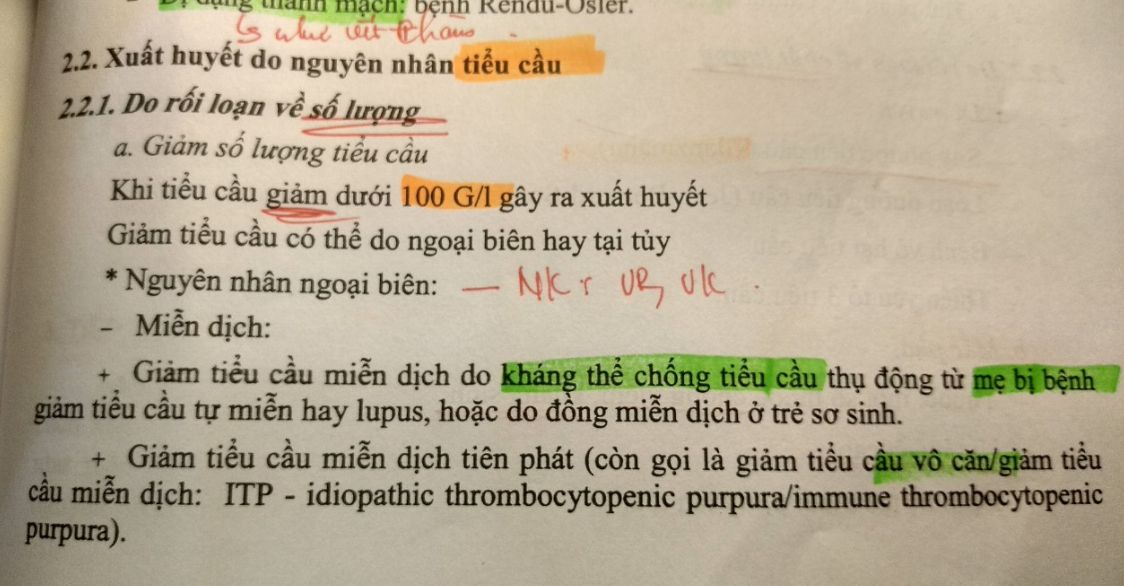 Dị dạng thành mạch: bệnh Rendu-Osler.
2.2. Xuất huyết do nguyên nhân tiểu cầu
2.2.1. Do rối loạn về số lượng
a. Giảm số lượng tiểu cầu
Khi tiểu cầu giảm dưới 100 G/l gây ra xuất huyết
Giảm tiểu cầu có thể do ngoại biên hay tại tủy
* Nguyên nhân ngoại biên:
- Miễn dịch:
+ Giảm tiểu cầu miễn dịch do kháng thể chống tiểu cầu thụ động từ mẹ bị bệnh
giảm tiểu cầu tự miễn hay lupus, hoặc do đồng miễn dịch ở trẻ sơ sinh.
+ Giảm tiểu cầu miễn dịch tiên phát (còn gọi là giảm tiểu cầu vô căn/giảm tiểu
cầu miễn dịch: ITP - idiopathic thrombocytopenic purpura/immune thrombocytopenic
purpura).